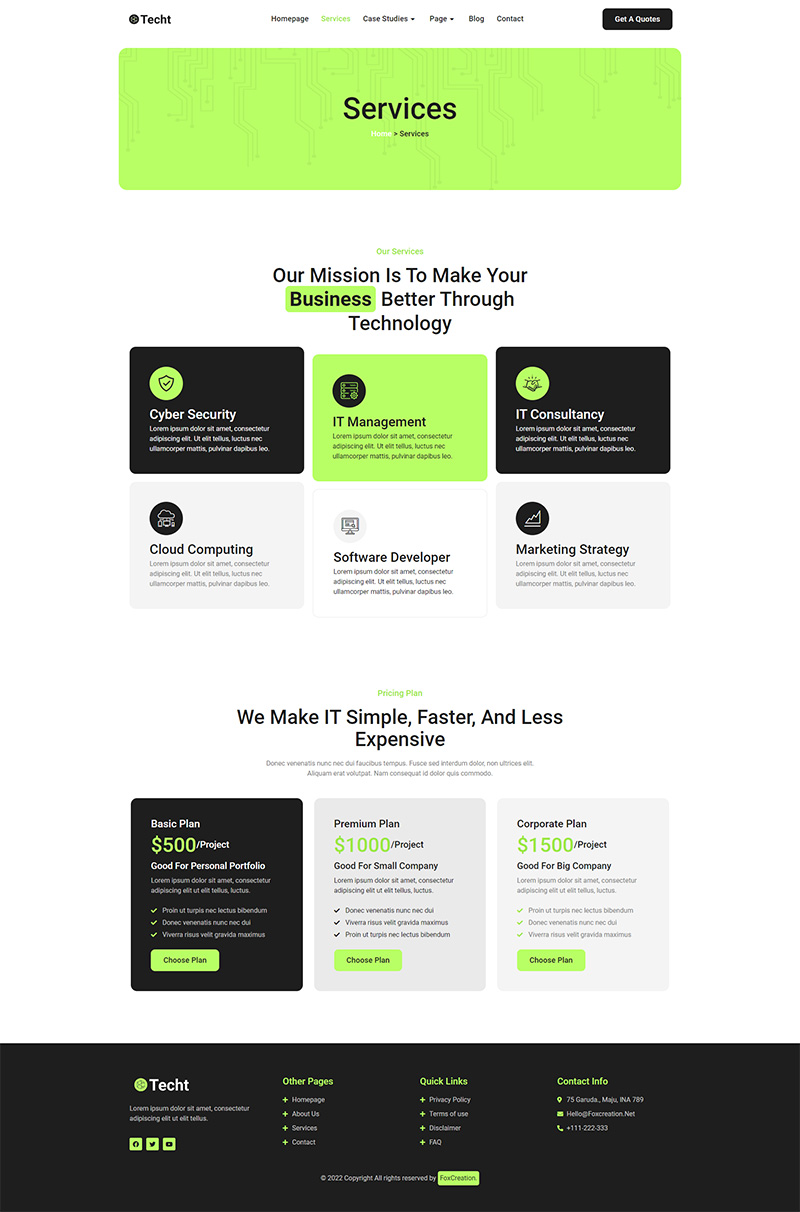 Techt
Homepage Services Case Studies Page Blog Contact
Get A Quotes
Services
Home > Services
Our Services
Our Mission Is To Make Your
Business Better Through
Technology
Cyber Security
Lorem ipsum dolor sit amet, consectetur
adipiscing elit. Ut elit tellus, luctus nec
ullamcorper mattis, pulvinar dapibus leo.
IT Management
Lorem ipsum dolor sit amet, consectetur
adipiscing elit. Ut elit tellus, luctus nec
ullamcorper mattis, pulvinar dapibus leo.
IT Consultancy
Lorem ipsum dolor sit amet, consectetur
adipiscing elit. Ut elit tellus, luctus nec
ullamcorper mattis, pulvinar dapibus leo.
Cloud Computing
Lorem ipsum dolor sit amet, consectetur
adipiscing elit. Ut elit tellus, luctus nec
ullamcorper mattis, pulvinar dapibus leo.
Software Developer
Lorem ipsum dolor sit amet, consectetur
adipiscing elit. Ut elit tellus, luctus nec
ullamcorper mattis, pulvinar dapibus leo.
Marketing Strategy
Lorem ipsum dolor sit amet, consectetur
adipiscing elit. Ut elit tellus, luctus nec
ullamcorper mattis, pulvinar dapibus leo.
Pricing Plan
We Make IT Simple, Faster, And Less
Expensive
Donec venenatis nunc nec dui faucibus tempus. Fusce sed interdum dolor, non ultrices elit.
Aliquam erat volutpat. Nam consequat id dolor quis commodo.
Basic Plan
$500/Project
Good For Personal Portfolio
Lorem ipsum dolor sit amet, consectetur
adipiscing elit ut elit tellus, luctus.
Proin ut turpis nec lectus bibendum
Donec venenatis nunc nec dui
Viverra risus velit gravida maximus
Choose Plan
Premium Plan
$1000/Project
Good For Small Company
Lorem ipsum dolor sit amet, consectetur
adipiscing elit ut elit tellus, luctus.
Donec venenatis nunc nec dui
Viverra risus velit gravida maximus
Proin ut turpis nec lectus bibendum
Choose Plan
Corporate Plan
$1500/Project
Good For Big Company
Lorem ipsum dolor sit amet, consectetur
adipiscing elit ut elit tellus, luctus.
Proin ut turpis nec lectus bibendum
Donec venenatis nunc nec dui
Viverra risus velit gravida maximus
Choose Plan
Techt
Lorem ipsum dolor sit amet, consectetur
adipiscing elit ut elit tellus.
Other Pages
Homepage
About Us
Services
Contact
Quick Links
Privacy Policy
Terms of use
Disclaimer
FAQ
Contact Info
75 Garuda., Maju, INA 789
Hello@Foxcreation.Net
+111-222-333
© 2022 Copyright All rights reserved by FoxCreation.